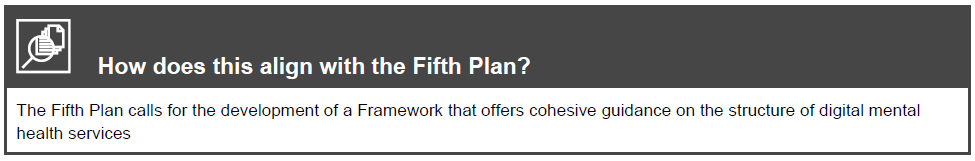 How does this align with the Fifth Plan?
The Fifth Plan calls for the development of a Framework that offers cohesive guidance on the structure of digital mental
health services